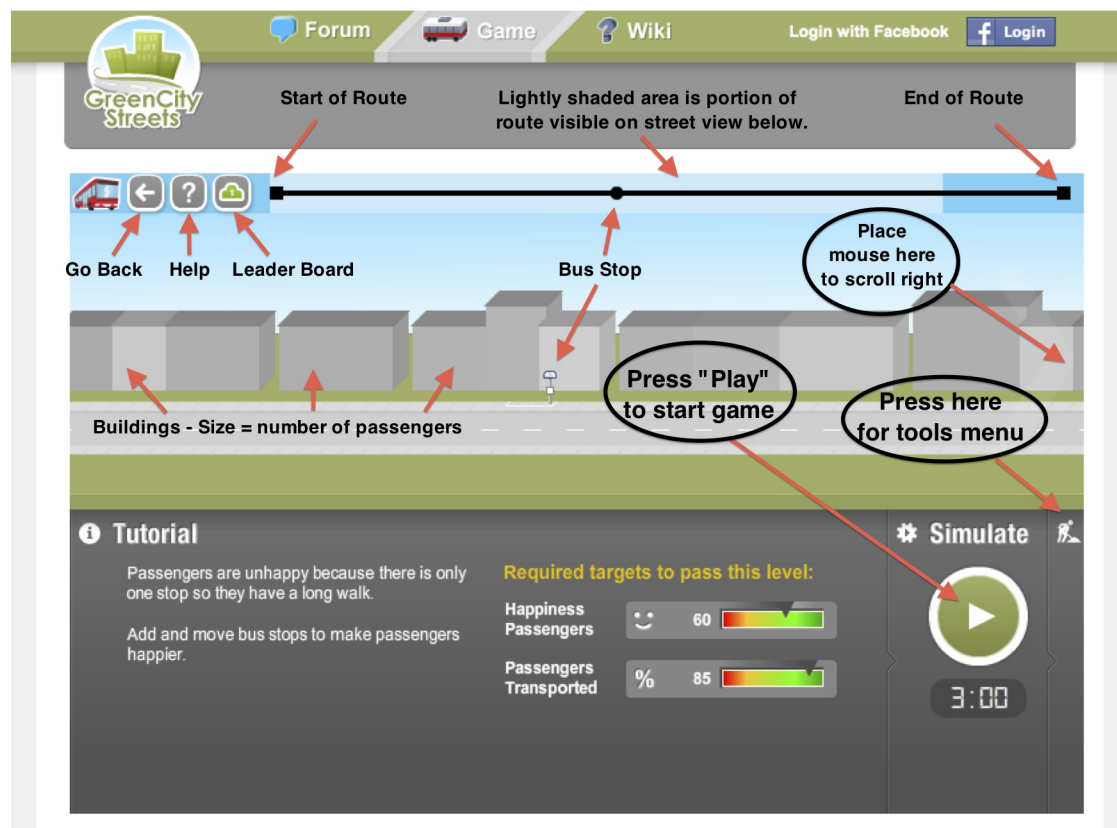 Forum
Game
Wiki
Login with Facebook
f Login
GreenCity
Streets
Start of Route
Lightly shaded area is portion of
route visible on street view below.
End of Route
?
1
Go Back
Help
Leader Board
Bus Stop
Place
mouse here
to scroll right
Press "Play"
to start game
Press here
for tools menu
Buildings - Size = number of passengers
i Tutorial
Passengers are unhappy because there is only
one stop so they have a long walk.
Add and move bus stops to make passengers
happier.
Required targets to pass this level:
Happiness
Passengers
60
Passengers
Transported
% 85
Simulate
3:00